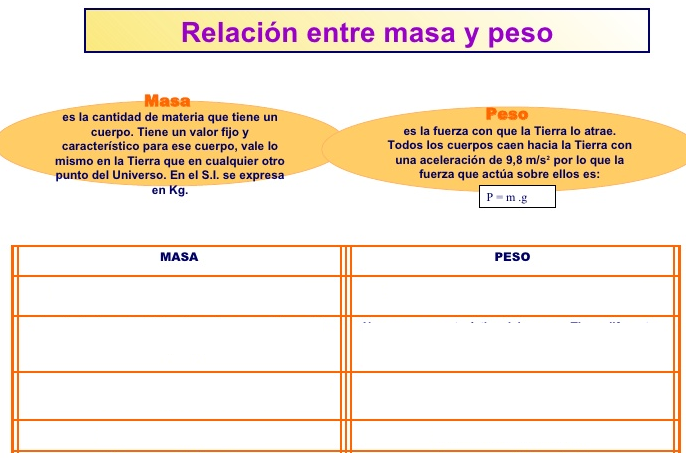 Relación entre masa y peso
Masa
es la cantidad de materia que tiene un
cuerpo. Tiene un valor fijo y
característico para ese cuerpo, vale lo
mismo en la Tierra que en cualquier otro
punto del Universo. En el S.I. se expresa
en Kg.
Peso
es la fuerza con que la Tierra lo atrae.
Todos los cuerpos caen hacia la Tierra con
una aceleración de 9,8 m/s² por lo que la
fuerza que actúa sobre ellos es:
P = m .g
MASA
PESO